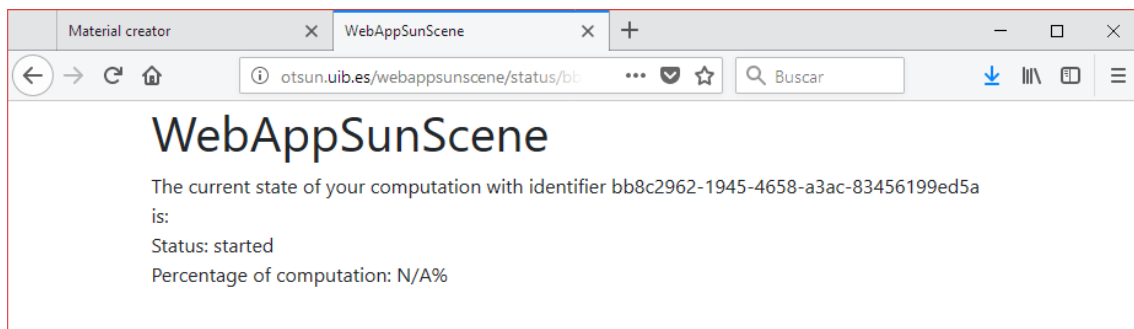 Material creator
WebAppSunScene
otsun.uib.es/webappsunscene/status/bb
Buscar
WebAppSunScene
The current state of your computation with identifier bb8c2962-1945-4658-a3ac-83456199ed5a
is:
Status: started
Percentage of computation: N/A%